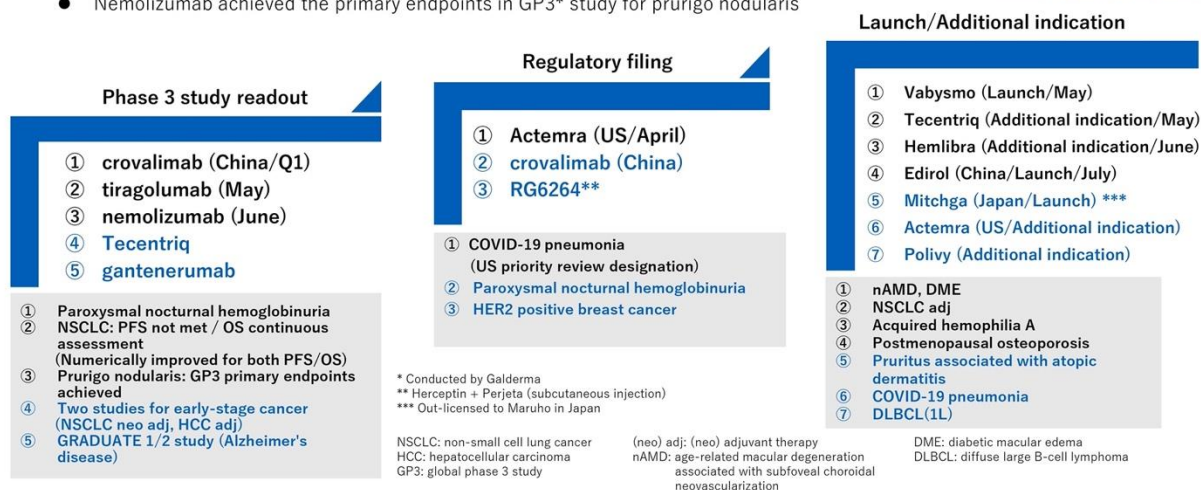 ● Nemolizumab achieved the primary endpoints in GP3* study for prurigo nodularis
Phase 3 study readout
① crovalimab (China/Q1)
② tiragolumab (May)
③ nemolizumab (June)
④ Tecentriq
⑤ gantenerumab
① Paroxysmal nocturnal hemoglobinuria
② NSCLC: PFS not met / OS continuous
assessment
(Numerically improved for both PFS/OS)
③ Prurigo nodularis: GP3 primary endpoints
achieved
④ Two studies for early-stage cancer
(NSCLC neo adj, HCC adj)
⑤ GRADUATE 1/2 study (Alzheimer's
disease)
Regulatory filing
① Actemra (US/April)
② crovalimab (China)
③ RG6264**
① COVID-19 pneumonia
(US priority review designation)
② Paroxysmal nocturnal hemoglobinuria
③ HER2 positive breast cancer
Launch/Additional indication
① Vabysmo (Launch/May)
② Tecentriq (Additional indication/May)
③ Hemlibra (Additional indication/June)
④ Edirol (China/Launch/July)
⑤ Mitchga (Japan/Launch) ***
⑥ Actemra (US/Additional indication)
⑦ Polivy (Additional indication)
① nAMD, DME
② NSCLC adj
③ Acquired hemophilia A
④ Postmenopausal osteoporosis
⑤ Pruritus associated with atopic
dermatitis
⑥ COVID-19 pneumonia
⑦ DLBCL(1L)
* Conducted by Galderma
** Herceptin + Perjeta (subcutaneous injection)
*** Out-licensed to Maruho in Japan
NSCLC: non-small cell lung cancer
HCC: hepatocellular carcinoma
GP3: global phase 3 study
(neo) adj: (neo) adjuvant therapy
nAMD: age-related macular degeneration
associated with subfoveal choroidal
neovascularization
DME: diabetic macular edema
DLBCL: diffuse large B-cell lymphoma